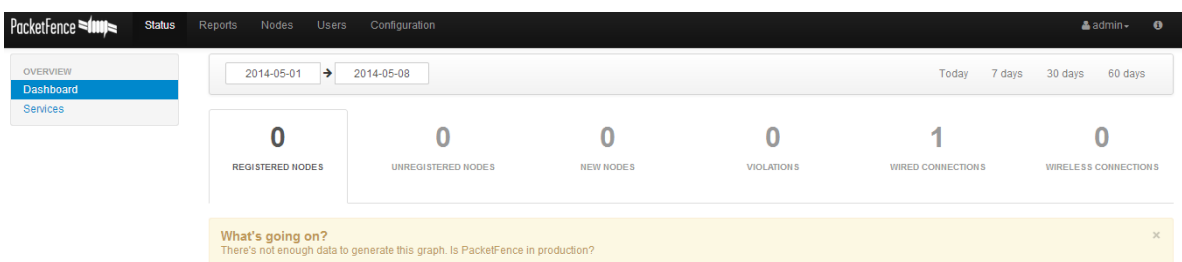 PacketFence Status Reports Nodes Users Configuration admin
OVERVIEW
Dashboard
Services
2014-05-01 → 2014-05-08 Today 7 days 30 days 60 days
0 0 0 0 1 0
REGISTERED NODES UNREGISTERED NODES NEW NODES VIOLATIONS WIRED CONNECTIONS WIRELESS CONNECTIONS
What's going on? ×
There's not enough data to generate this graph. Is PacketFence in production?